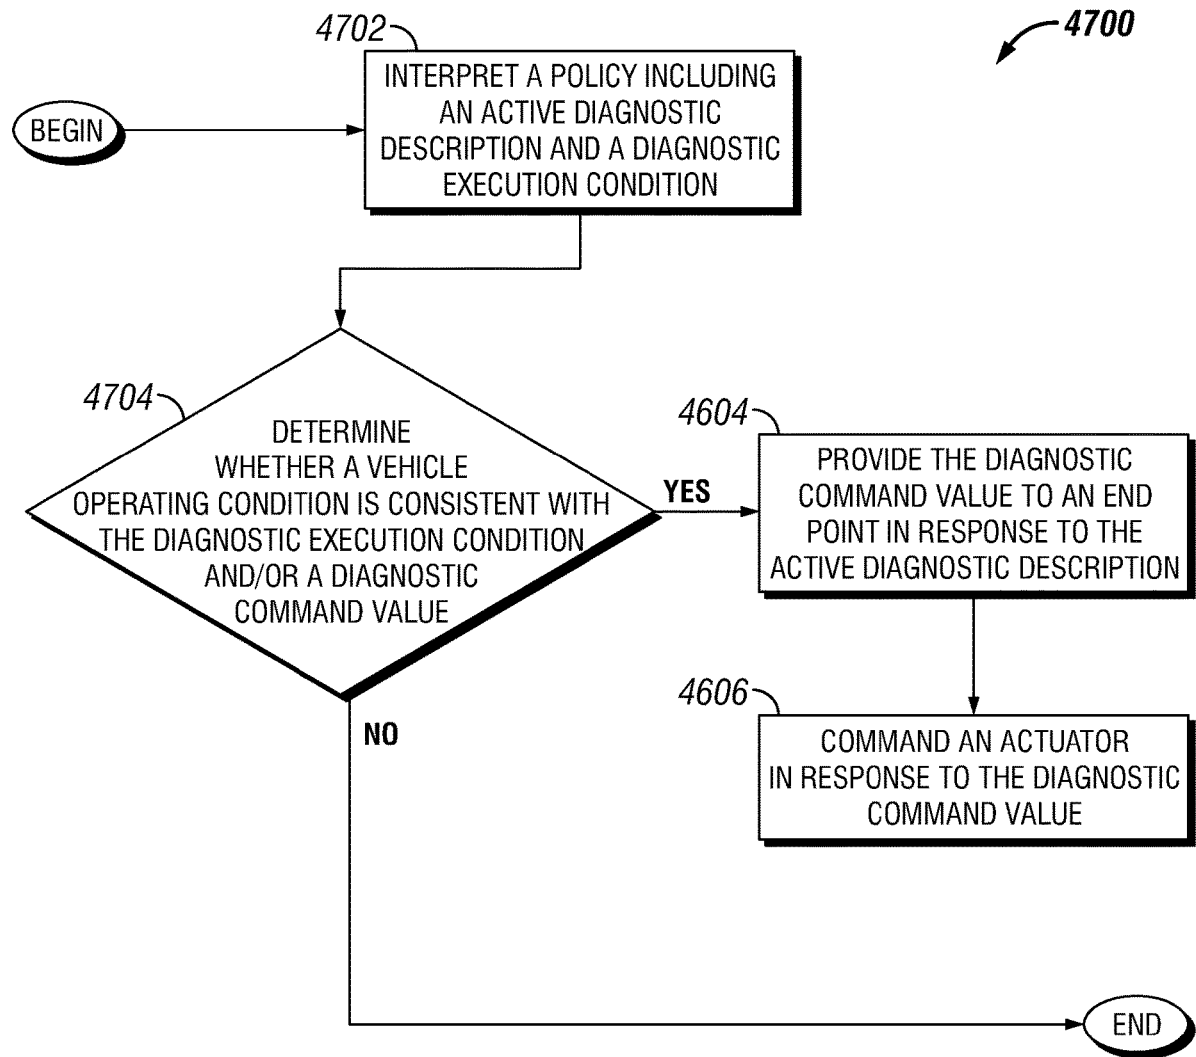 4700
4702
INTERPRET A POLICY INCLUDING
AN ACTIVE DIAGNOSTIC
DESCRIPTION AND A DIAGNOSTIC
EXECUTION CONDITION
BEGIN
4704
DETERMINE
WHETHER A VEHICLE
OPERATING CONDITION IS CONSISTENT WITH
THE DIAGNOSTIC EXECUTION CONDITION
AND/OR A DIAGNOSTIC
COMMAND VALUE
YES
4604
PROVIDE THE DIAGNOSTIC
COMMAND VALUE TO AN END
POINT IN RESPONSE TO THE
ACTIVE DIAGNOSTIC DESCRIPTION
4606
COMMAND AN ACTUATOR
IN RESPONSE TO THE DIAGNOSTIC
COMMAND VALUE
NO
END